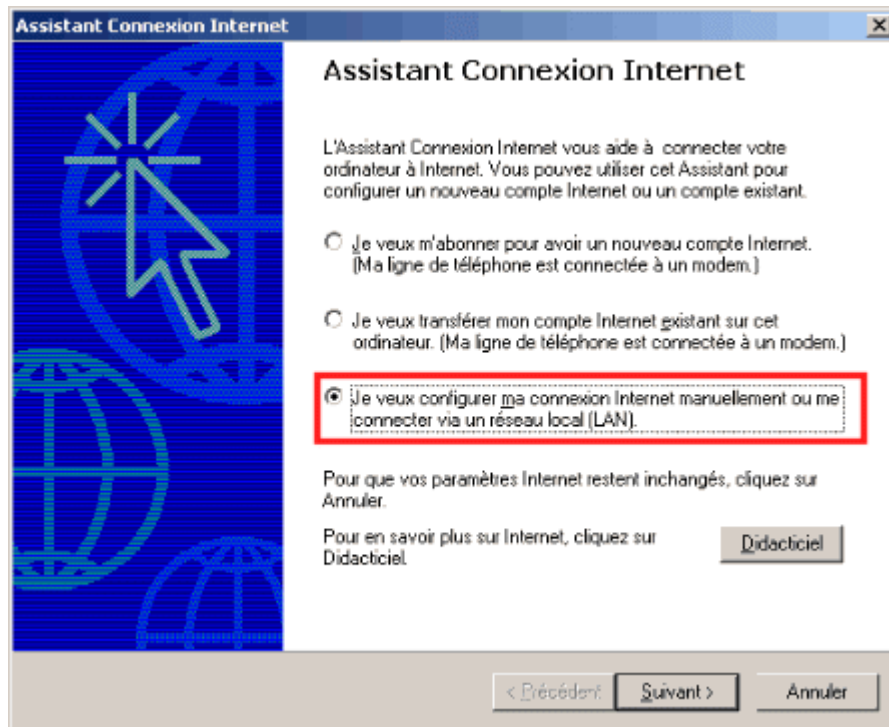 Assistant Connexion Internet
Assistant Connexion Internet
L'Assistant Connexion Internet vous aide à connecter votre
ordinateur à Internet. Vous pouvez utiliser cet Assistant pour
configurer un nouveau compte Internet ou un compte existant.
Je veux m'abonner pour avoir un nouveau compte Internet.
(Ma ligne de téléphone est connectée à un modem.)
Je veux transférer mon compte Internet existant sur cet
ordinateur. (Ma ligne de téléphone est connectée à un modem.)
Je veux configurer ma connexion Internet manuellement ou me
connecter via un réseau local (LAN).
Pour que vos paramètres Internet restent inchangés, cliquez sur
Annuler.
Pour en savoir plus sur Internet, cliquez sur
Didacticiel.
Didacticiel
< Précédent
Suivant >
Annuler